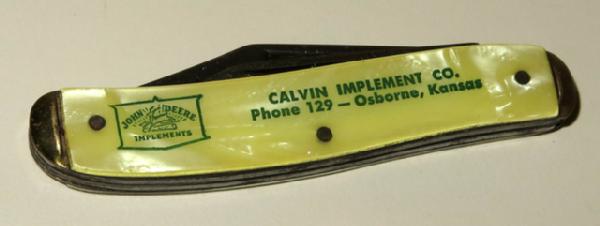 JOHN DEERE
IMPLEMENTS
CALVIN IMPLEMENT CO.
Phone 129 — Osborne, Kansas